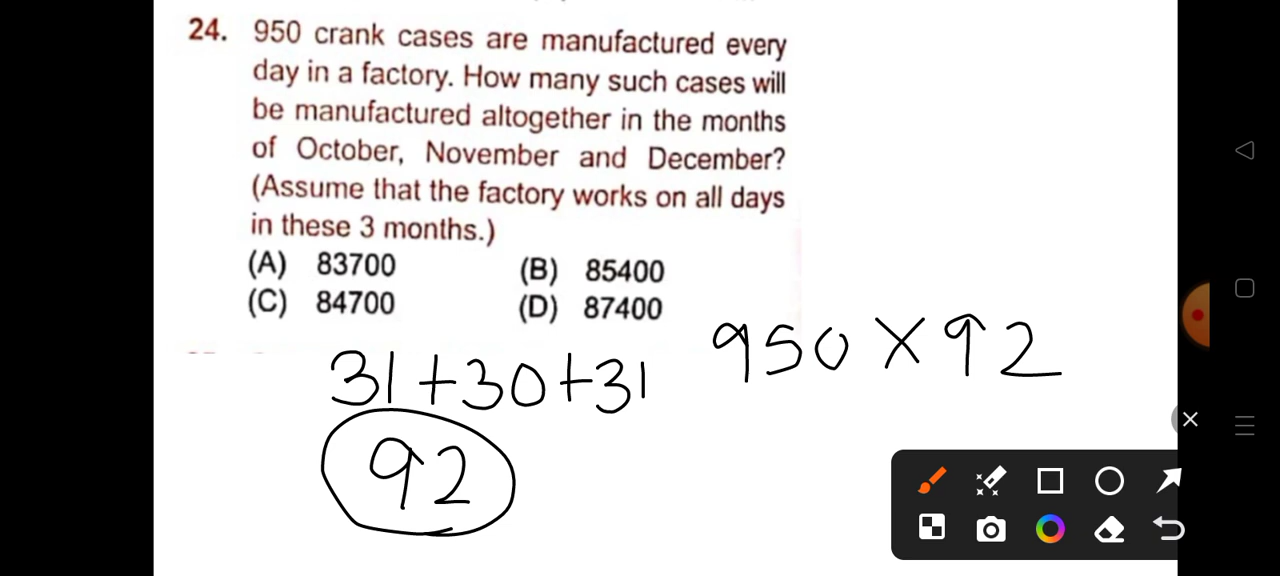 24. 950 crank cases are manufactured every
day in a factory. How many such cases will
be manufactured altogether in the months
of October, November and December?
(Assume that the factory works on all days
in these 3 months.)
(A) 83700 (B) 85400
(C) 84700 (D) 87400
950 X 92
31+30+31
92